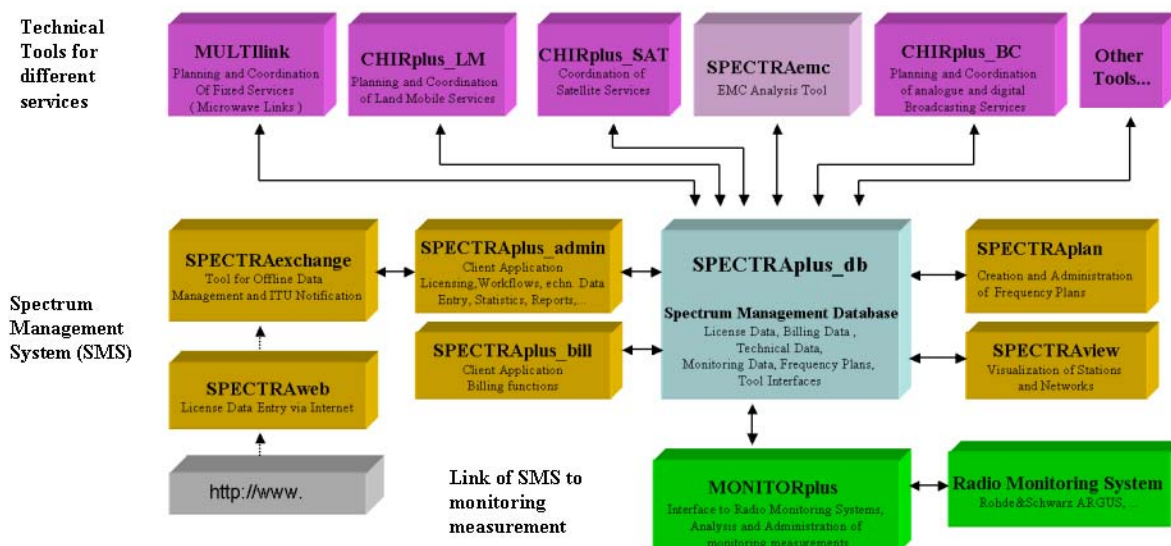 Technical
Tools for
different
services
MULTIlink
Planning and Coordination
Of Fixed Services
( Microwave Links )
CHIRplus_LM
Planning and Coordination
of Land Mobile Services
CHIRplus_SAT
Coordination of
Satellite Services
SPECTRAemc
EMC Analysis Tool
CHIRplus_BC
Planning and Coordination
of analogue and digital
Broadcasting Services
Other
Tools...
Spectrum
Management
System (SMS)
SPECTRAexchange
Tool for Offline Data
Management and ITU Notification
SPECTRAplus_admin
Client Application
Licensing,Workflows, echn. Data
Entry, Statistics, Reports,...
SPECTRAplus_db
Spectrum Management Database
License Data, Billing Data ,
Technical Data,
Monitoring Data, Frequency Plans,
Tool Interfaces
SPECTRAplan
Creation and Administration
of Frequency Plans
SPECTRAplus_bill
Client Application
Billing functions
SPECTRAview
Visualization of Stations
and Networks
SPECTRAweb
License Data Entry via Internet
http://www.
Link of SMS to
monitoring
measurement
MONITORplus
Interface to Radio Monitoring Systems,
Analysis and Administration of
monitoring measurements
Radio Monitoring System
Rohde&Schwarz ARGUS, ...